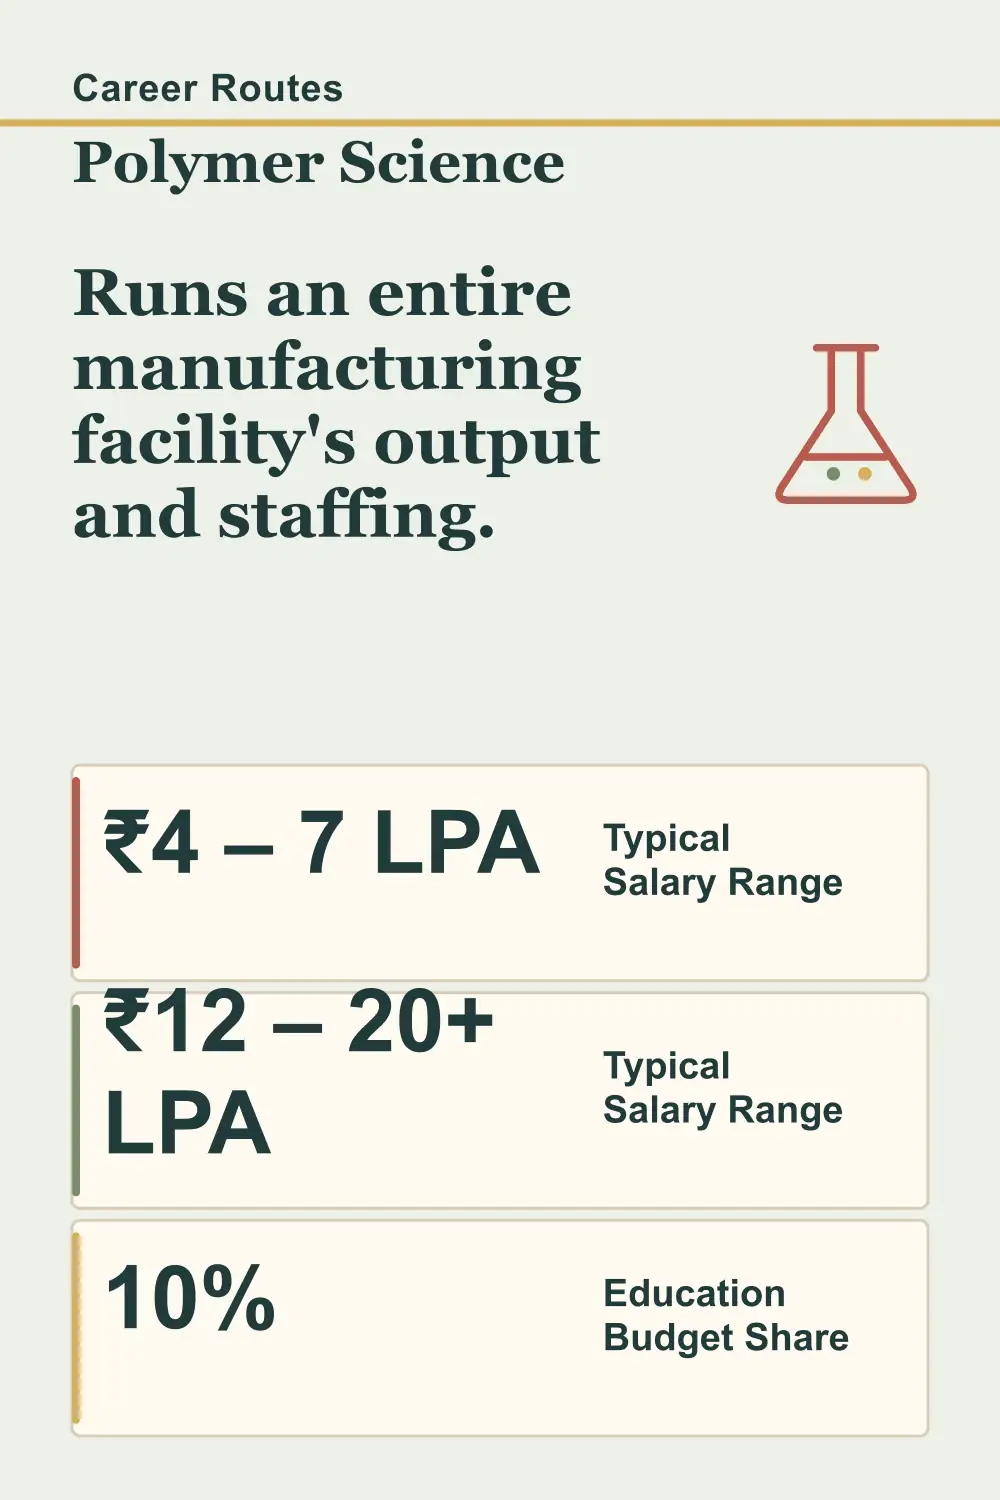 Career Routes
Polymer Science
Runs an entire
manufacturing
facility's output
and staffing.
₹4 – 7 LPA
Typical
Salary Range
₹12 – 20+
LPA
Typical
Salary Range
10%
Education
Budget Share